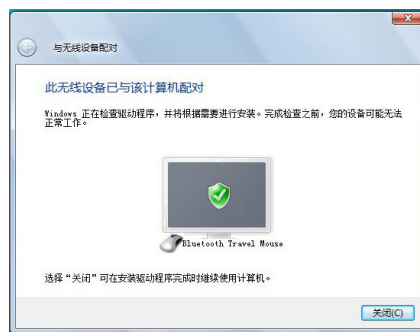 与无线设备配对
此无线设备已与该计算机配对
Windows 正在检查驱动程序，并将根据需要进行安装。完成检查之前，您的设备可能无法
正常工作。
Bluetooth Travel Mouse
选择“关闭”可在安装驱动程序完成时继续使用计算机。
关闭(C)